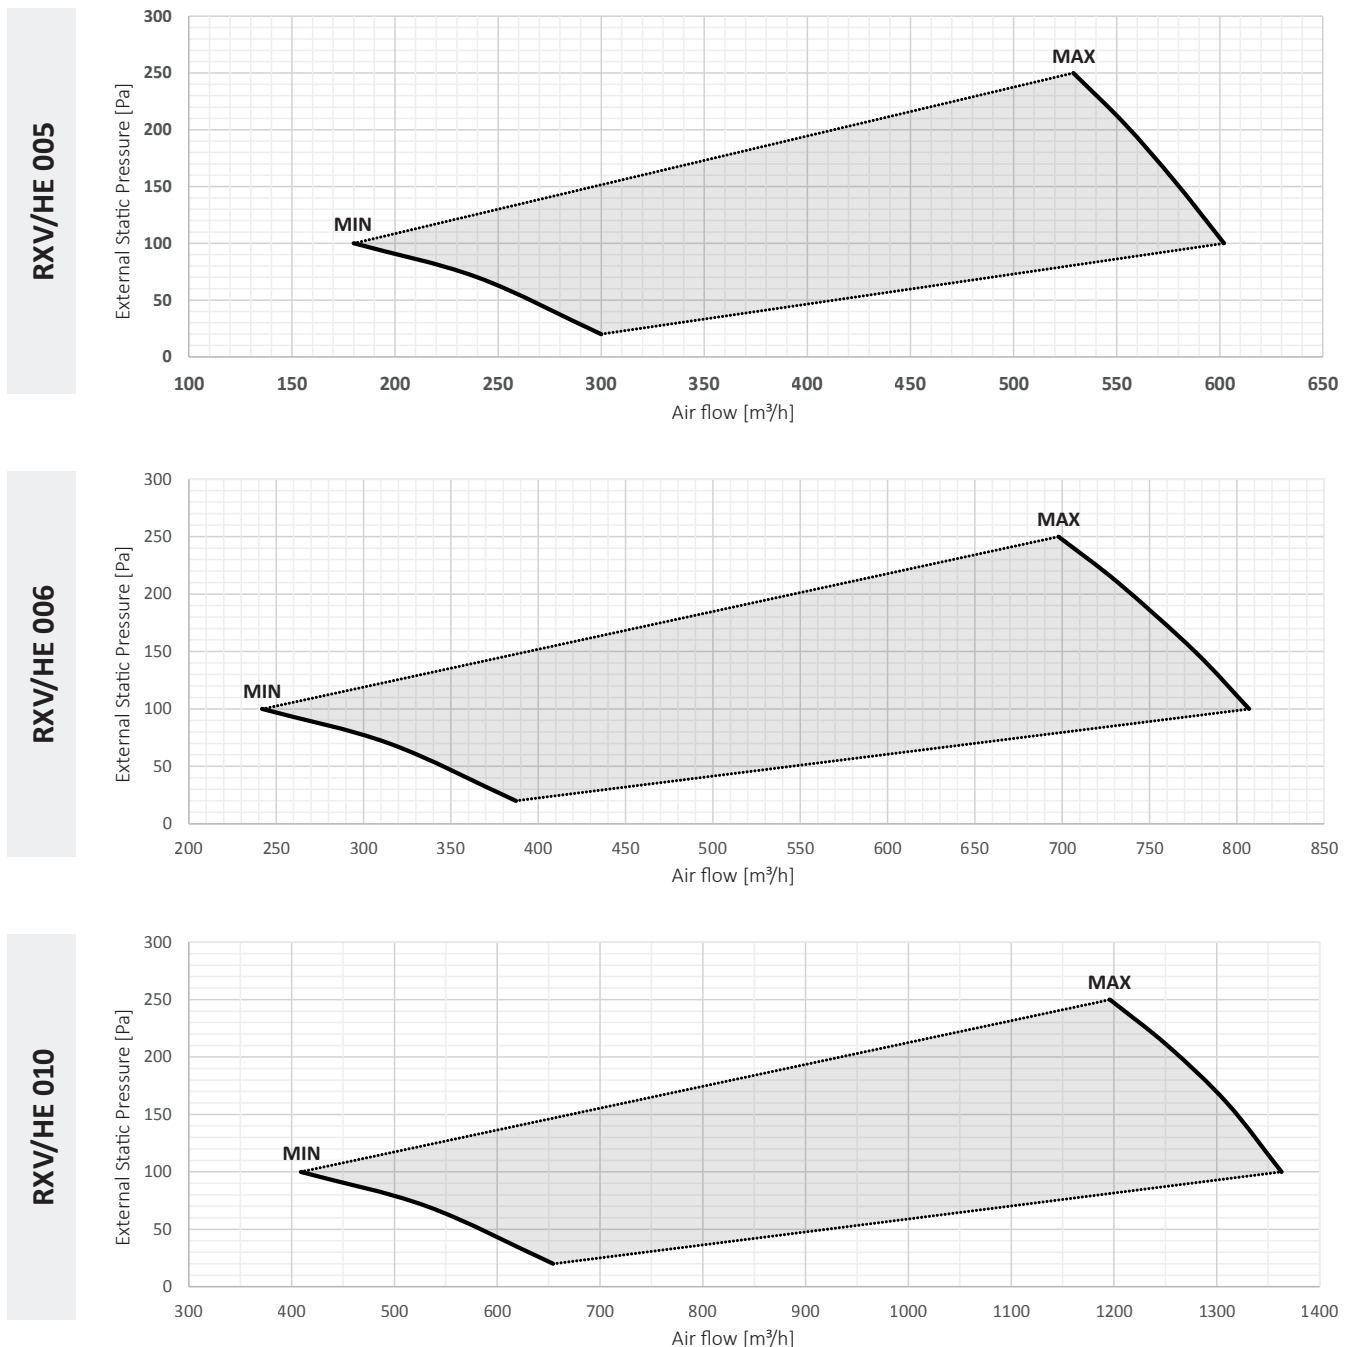 RXV/HE 005
External Static Pressure [Pa]
300
250
200
150
100
50
0
MIN
MAX
100 150 200 250 300 350 400 450 500 550 600 650
Air flow [m³/h]
RXV/HE 006
External Static Pressure [Pa]
300
250
200
150
100
50
0
MIN
MAX
200 250 300 350 400 450 500 550 600 650 700 750 800 850
Air flow [m³/h]
RXV/HE 010
External Static Pressure [Pa]
300
250
200
150
100
50
0
MIN
MAX
300 400 500 600 700 800 900 1000 1100 1200 1300 1400
Air flow [m³/h]